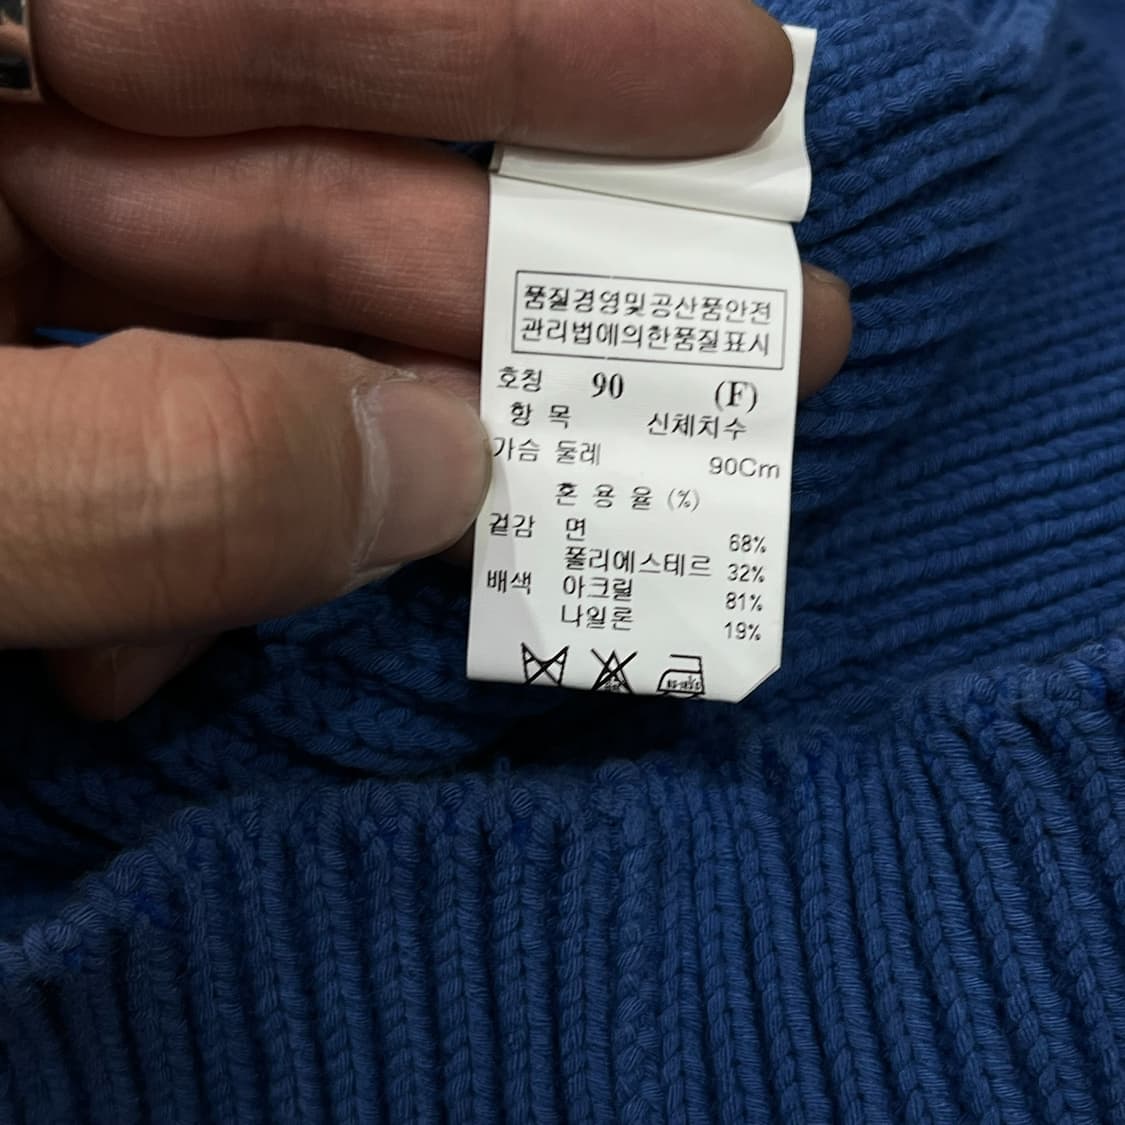 품질경영및공산품안전
관리법에의한품질표시
호칭 90 (F)
항 목 신체치수
가슴 둘레 90Cm
혼 용 율 (%)
겉감 면 68%
폴리에스테르 32%
배색 아크릴 81%
나일론 19%